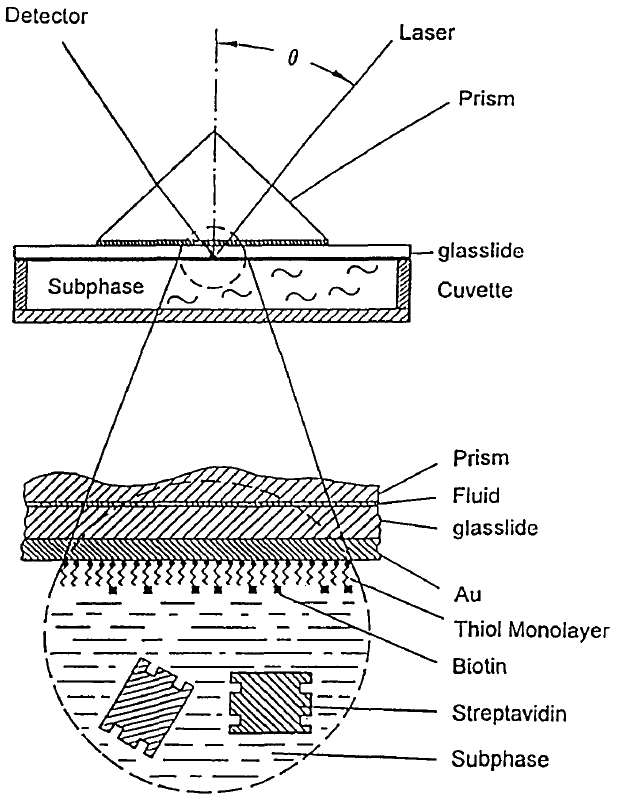 Detector
θ
Laser
Prism
glasslide
Subphase
Cuvette
Prism
Fluid
glasslide
Au
Thiol Monolayer
Biotin
Streptavidin
Subphase